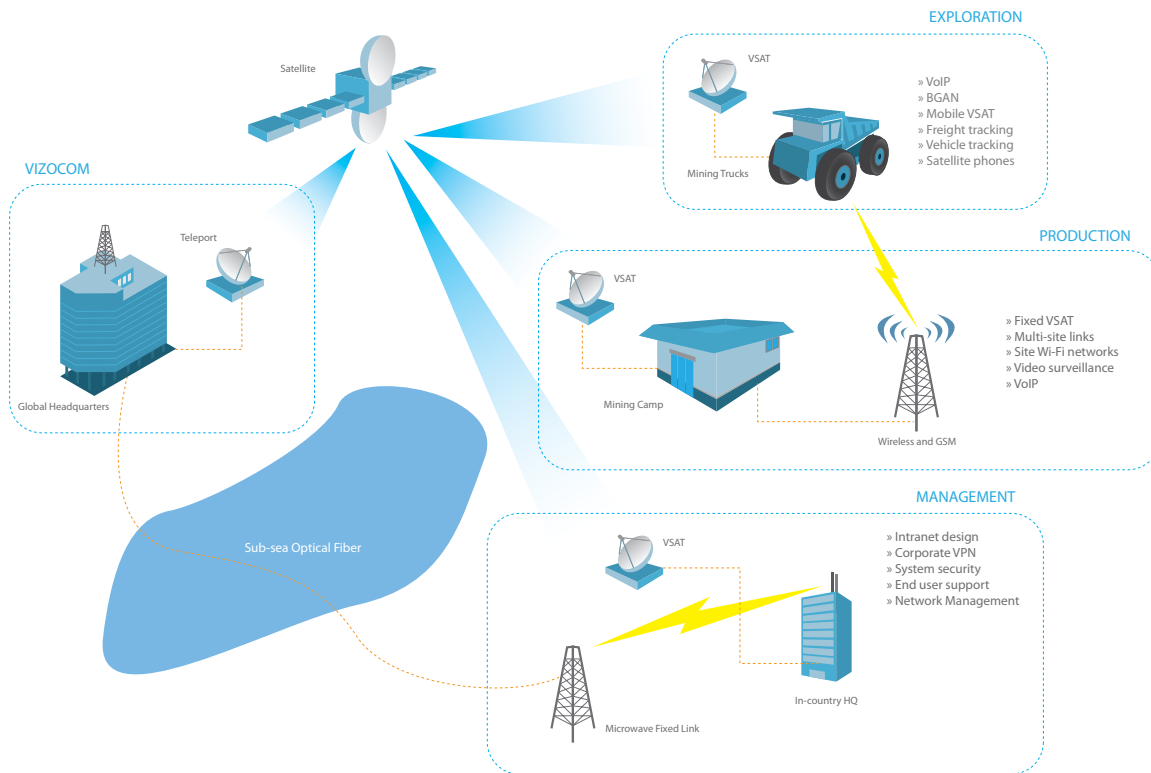 EXPLORATION
Satellite
VSAT
» VoIP
» BGAN
» Mobile VSAT
» Freight tracking
» Vehicle tracking
» Satellite phones
Mining Trucks
VIZOCOM
Teleport
Global Headquarters
PRODUCTION
VSAT
» Fixed VSAT
» Multi-site links
» Site Wi-Fi networks
» Video surveillance
» VoIP
Mining Camp
Wireless and GSM
Sub-sea Optical Fiber
MANAGEMENT
VSAT
» Intranet design
» Corporate VPN
» System security
» End user support
» Network Management
In-country HQ
Microwave Fixed Link